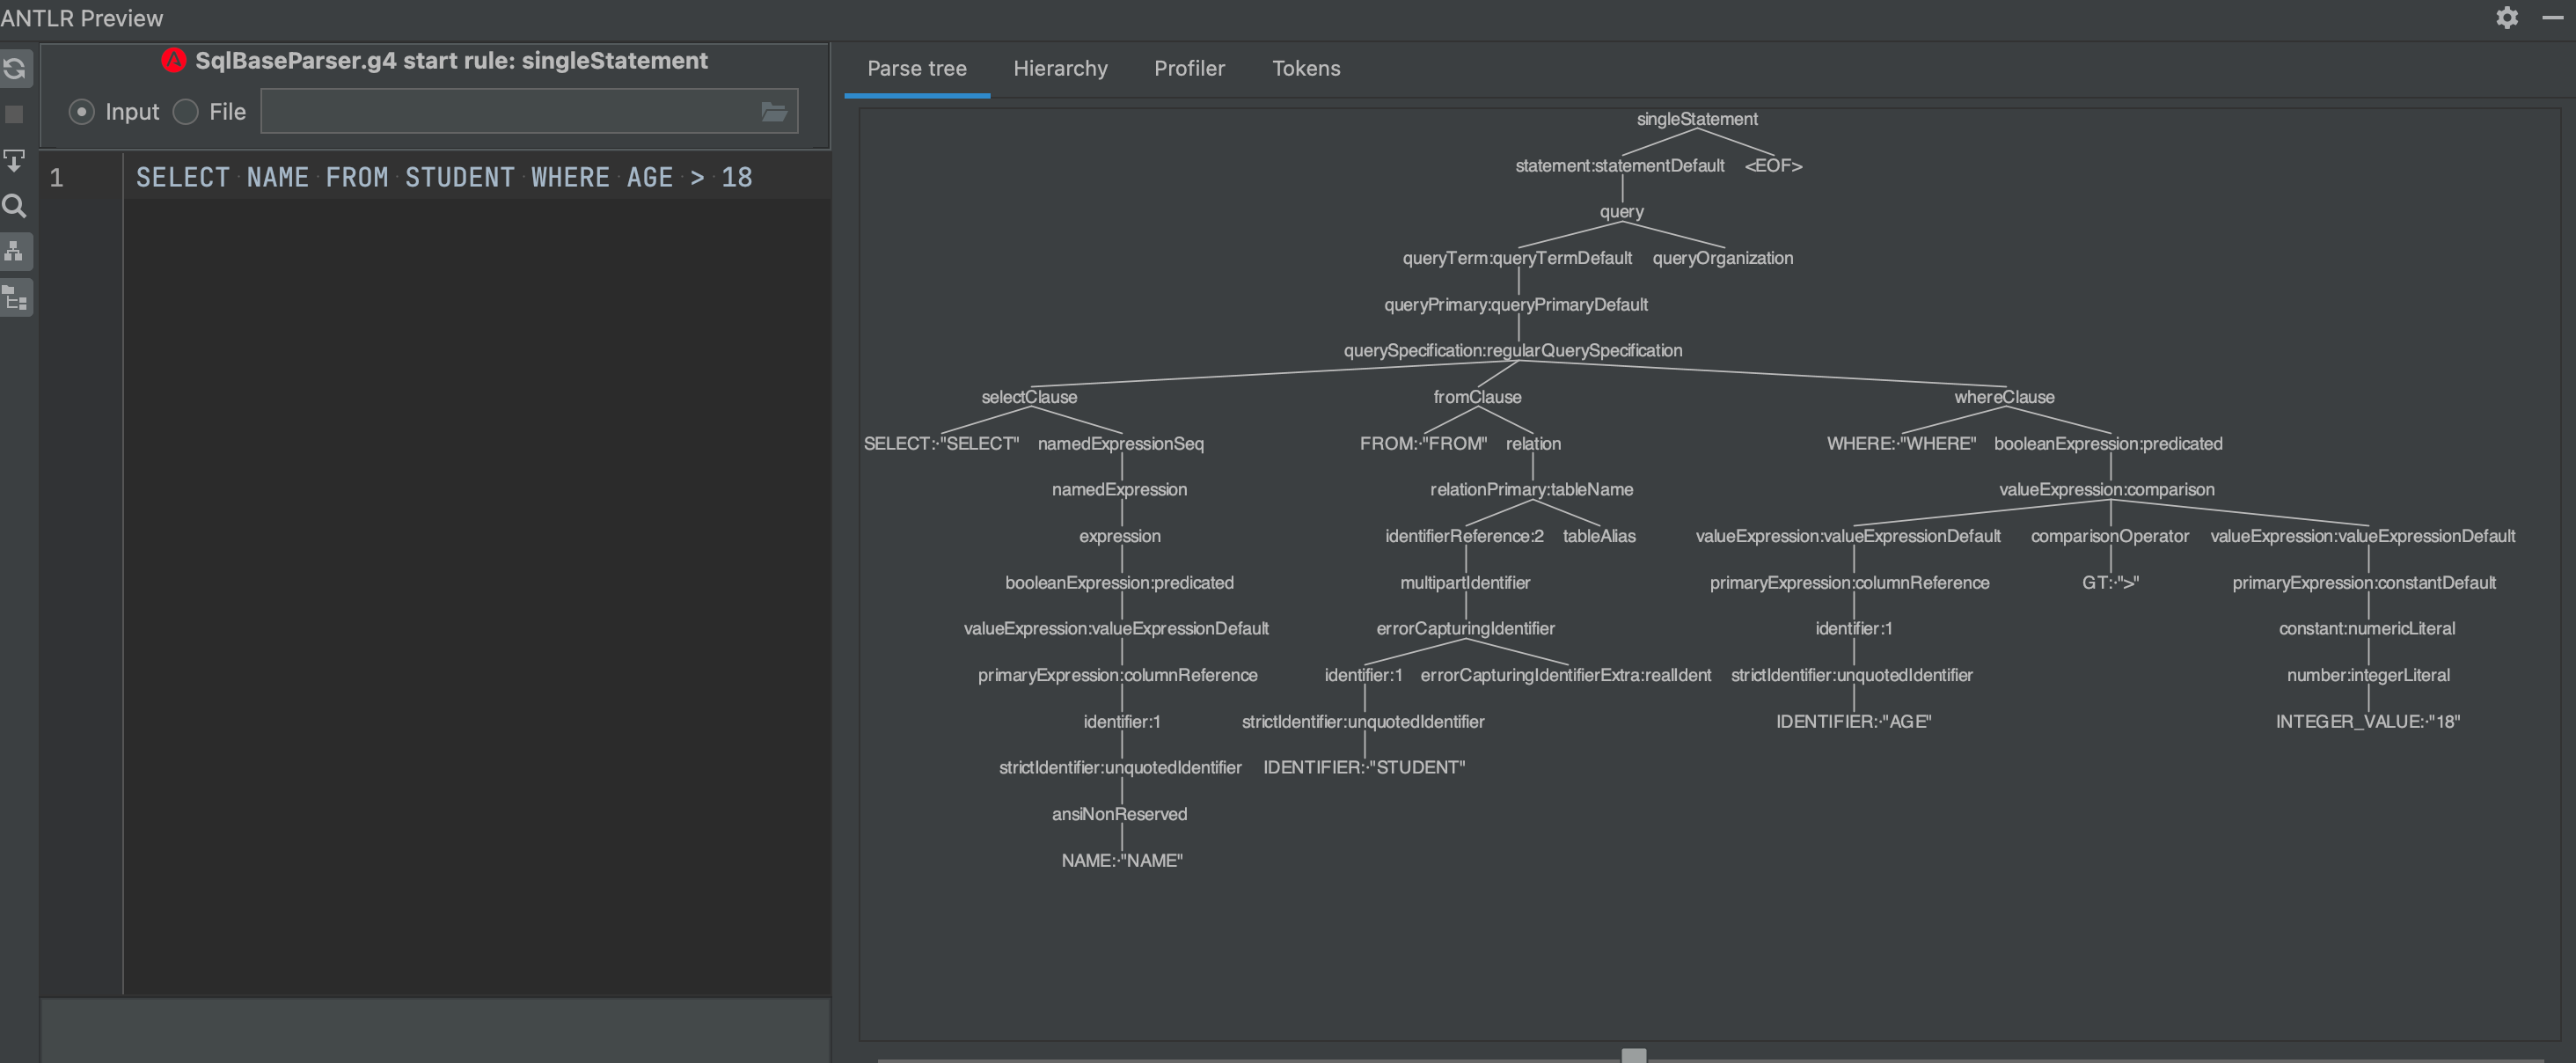 ANTLR Preview
SqlBaseParser.g4 start rule: singleStatement
Input File
1 SELECT NAME FROM STUDENT WHERE AGE > 18
Parse tree Hierarchy Profiler Tokens
singleStatement
statement:statementDefault <EOF>
query
queryTerm:queryTermDefault queryOrganization
queryPrimary:queryPrimaryDefault
querySpecification:regularQuerySpecification
selectClause fromClause whereClause
SELECT:·"SELECT" namedExpressionSeq FROM:·"FROM" relation WHERE:·"WHERE" booleanExpression:predicated
namedExpression relationPrimary:tableName valueExpression:comparison
expression identifierReference:2 tableAlias valueExpression:valueExpressionDefault comparisonOperator valueExpression:valueExpressionDefault
booleanExpression:predicated multipartIdentifier primaryExpression:columnReference GT:·">" primaryExpression:constantDefault
valueExpression:valueExpressionDefault errorCapturingIdentifier identifier:1 constant:numericLiteral
primaryExpression:columnReference identifier:1 errorCapturingIdentifierExtra:realIdent strictIdentifier:unquotedIdentifier number:integerLiteral
identifier:1 strictIdentifier:unquotedIdentifier IDENTIFIER:·"AGE" INTEGER_VALUE:·"18"
strictIdentifier:unquotedIdentifier IDENTIFIER:·"STUDENT"
ansiNonReserved
NAME:·"NAME"